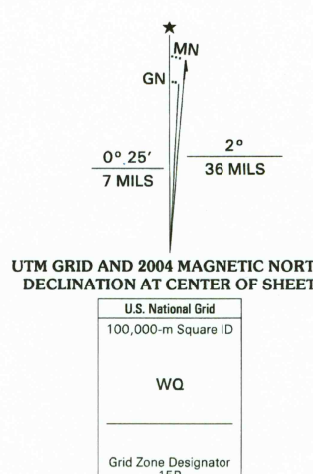 MN
GN
0° 25′
7 MILS
2°
36 MILS
UTM GRID AND 2004 MAGNETIC NORT
DECLINATION AT CENTER OF SHEET
U.S. National Grid
100,000-m Square ID
WQ
Grid Zone Designator